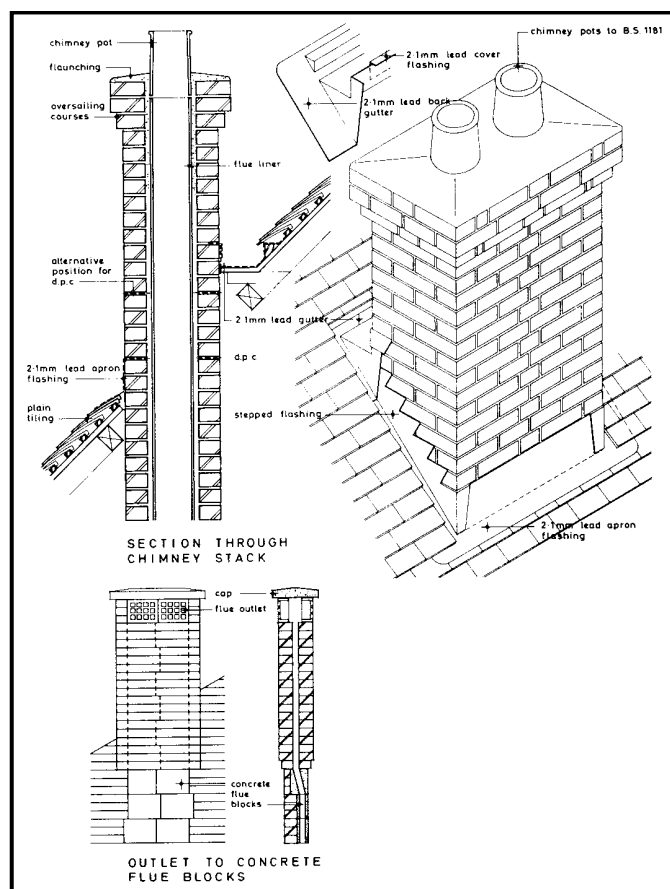 chimney pot
flaunching
oversailing
courses
flue liner
alternative
position for
d.p.c
2·1mm lead gutter
d.p.c.
2·1mm lead apron
flashing
plain
tiling
SECTION THROUGH
CHIMNEY STACK
2·1mm lead cover
flashing
2·1mm lead back
gutter
chimney pots to B.S. 1181
stepped flashing
2·1mm lead apron
flashing
cap
flue outlet
concrete
flue
blocks
OUTLET TO CONCRETE
FLUE BLOCKS